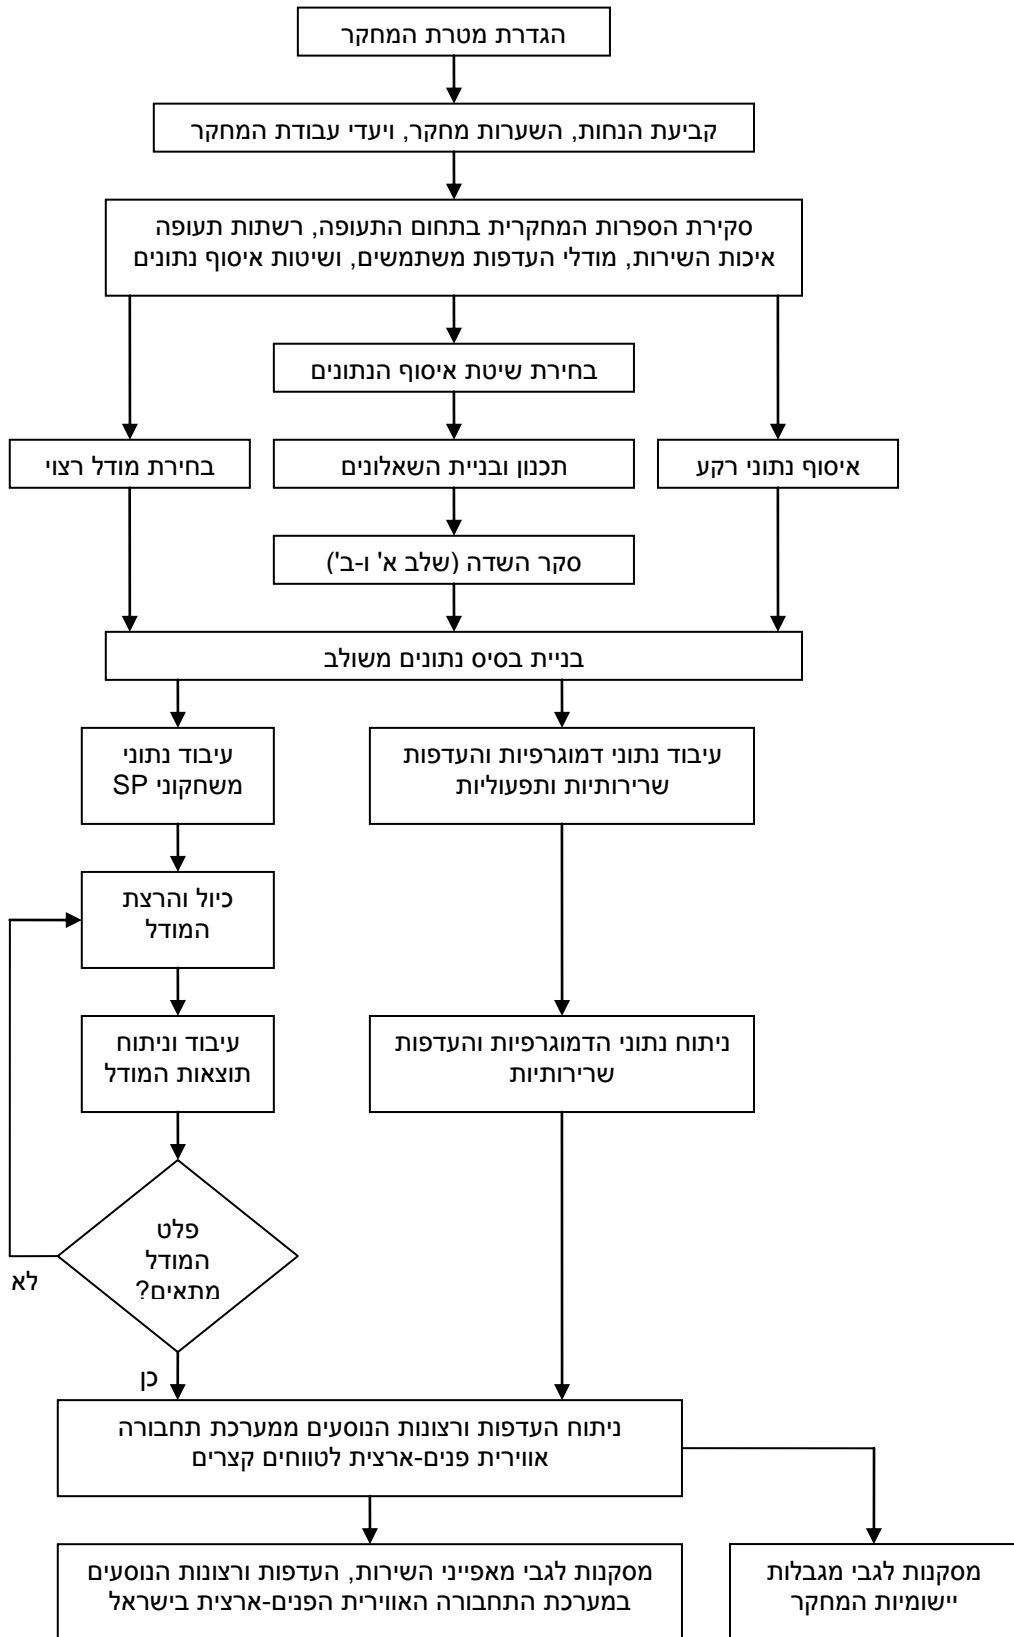 הגדרת מטרת המחקר
קביעת הנחות, השערות מחקר, ויעדי עבודת המחקר
סקירת הספרות המחקרית בתחום התעופה, רשתות תעופה
איכות השירות, מודלי העדפות משתמשים, ושיטות איסוף נתונים
בחירת שיטת איסוף הנתונים
איסוף נתוני רקע
תכנון ובניית השאלונים
בחירת מודל רצוי
סקר השדה (שלב א' ו-ב')
בניית בסיס נתונים משולב
עיבוד נתוני דמוגרפיות והעדפות
שרירותיות ותפעוליות
עיבוד נתוני
משחקוני SP
כיול והרצת
המודל
ניתוח נתוני הדמוגרפיות והעדפות
שרירותיות
עיבוד וניתוח
תוצאות המודל
פלט
המודל
מתאים?
לא
כן
ניתוח העדפות ורצונות הנוסעים ממערכת תחבורה
אווירית פנים-ארצית לטווחים קצרים
מסקנות לגבי מגבלות
יישומיות המחקר
מסקנות לגבי מאפייני השירות, העדפות ורצונות הנוסעים
במערכת התחבורה האווירית הפנים-ארצית בישראל